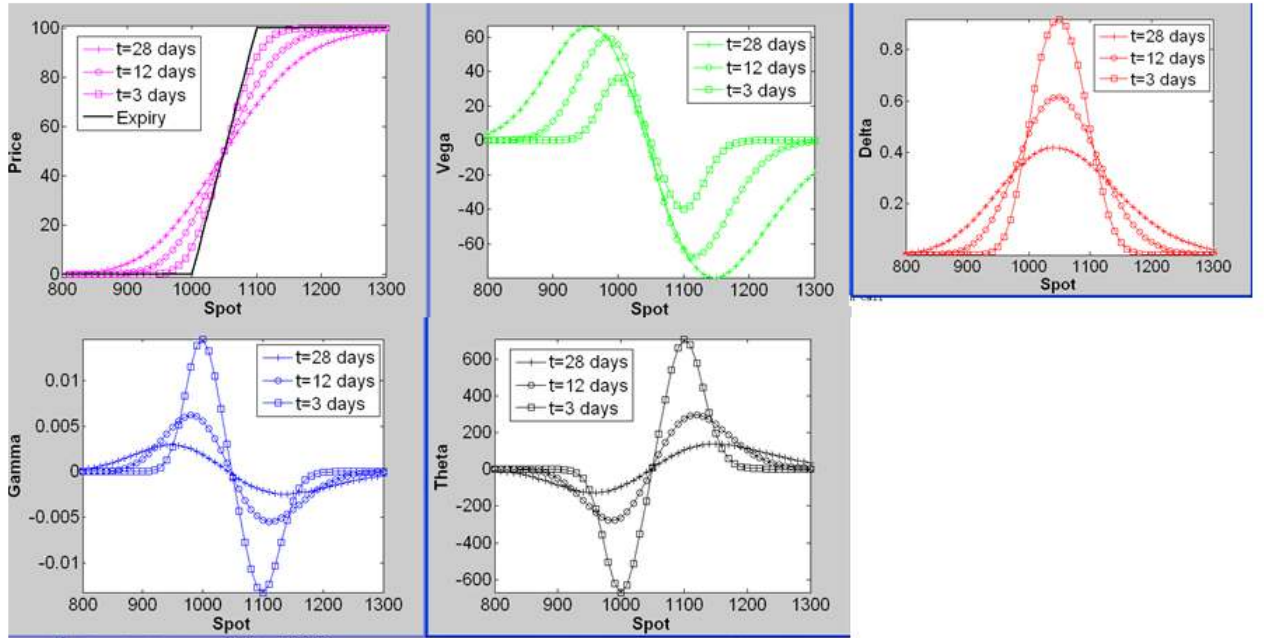 100
80
60
40
20
0
Price
t=28 days
t=12 days
t=3 days
Expiry
800 900 1000 1100 1200 1300
Spot
60
40
20
0
-20
-40
-60
Vega
t=28 days
t=12 days
t=3 days
800 900 1000 1100 1200 1300
Spot
0.8
0.6
0.4
0.2
Delta
t=28 days
t=12 days
t=3 days
800 900 1000 1100 1200 1300
Spot
0.01
0.005
0
-0.005
-0.01
Gamma
t=28 days
t=12 days
t=3 days
800 900 1000 1100 1200 1300
Spot
600
400
200
0
-200
-400
-600
Theta
t=28 days
t=12 days
t=3 days
800 900 1000 1100 1200 1300
Spot